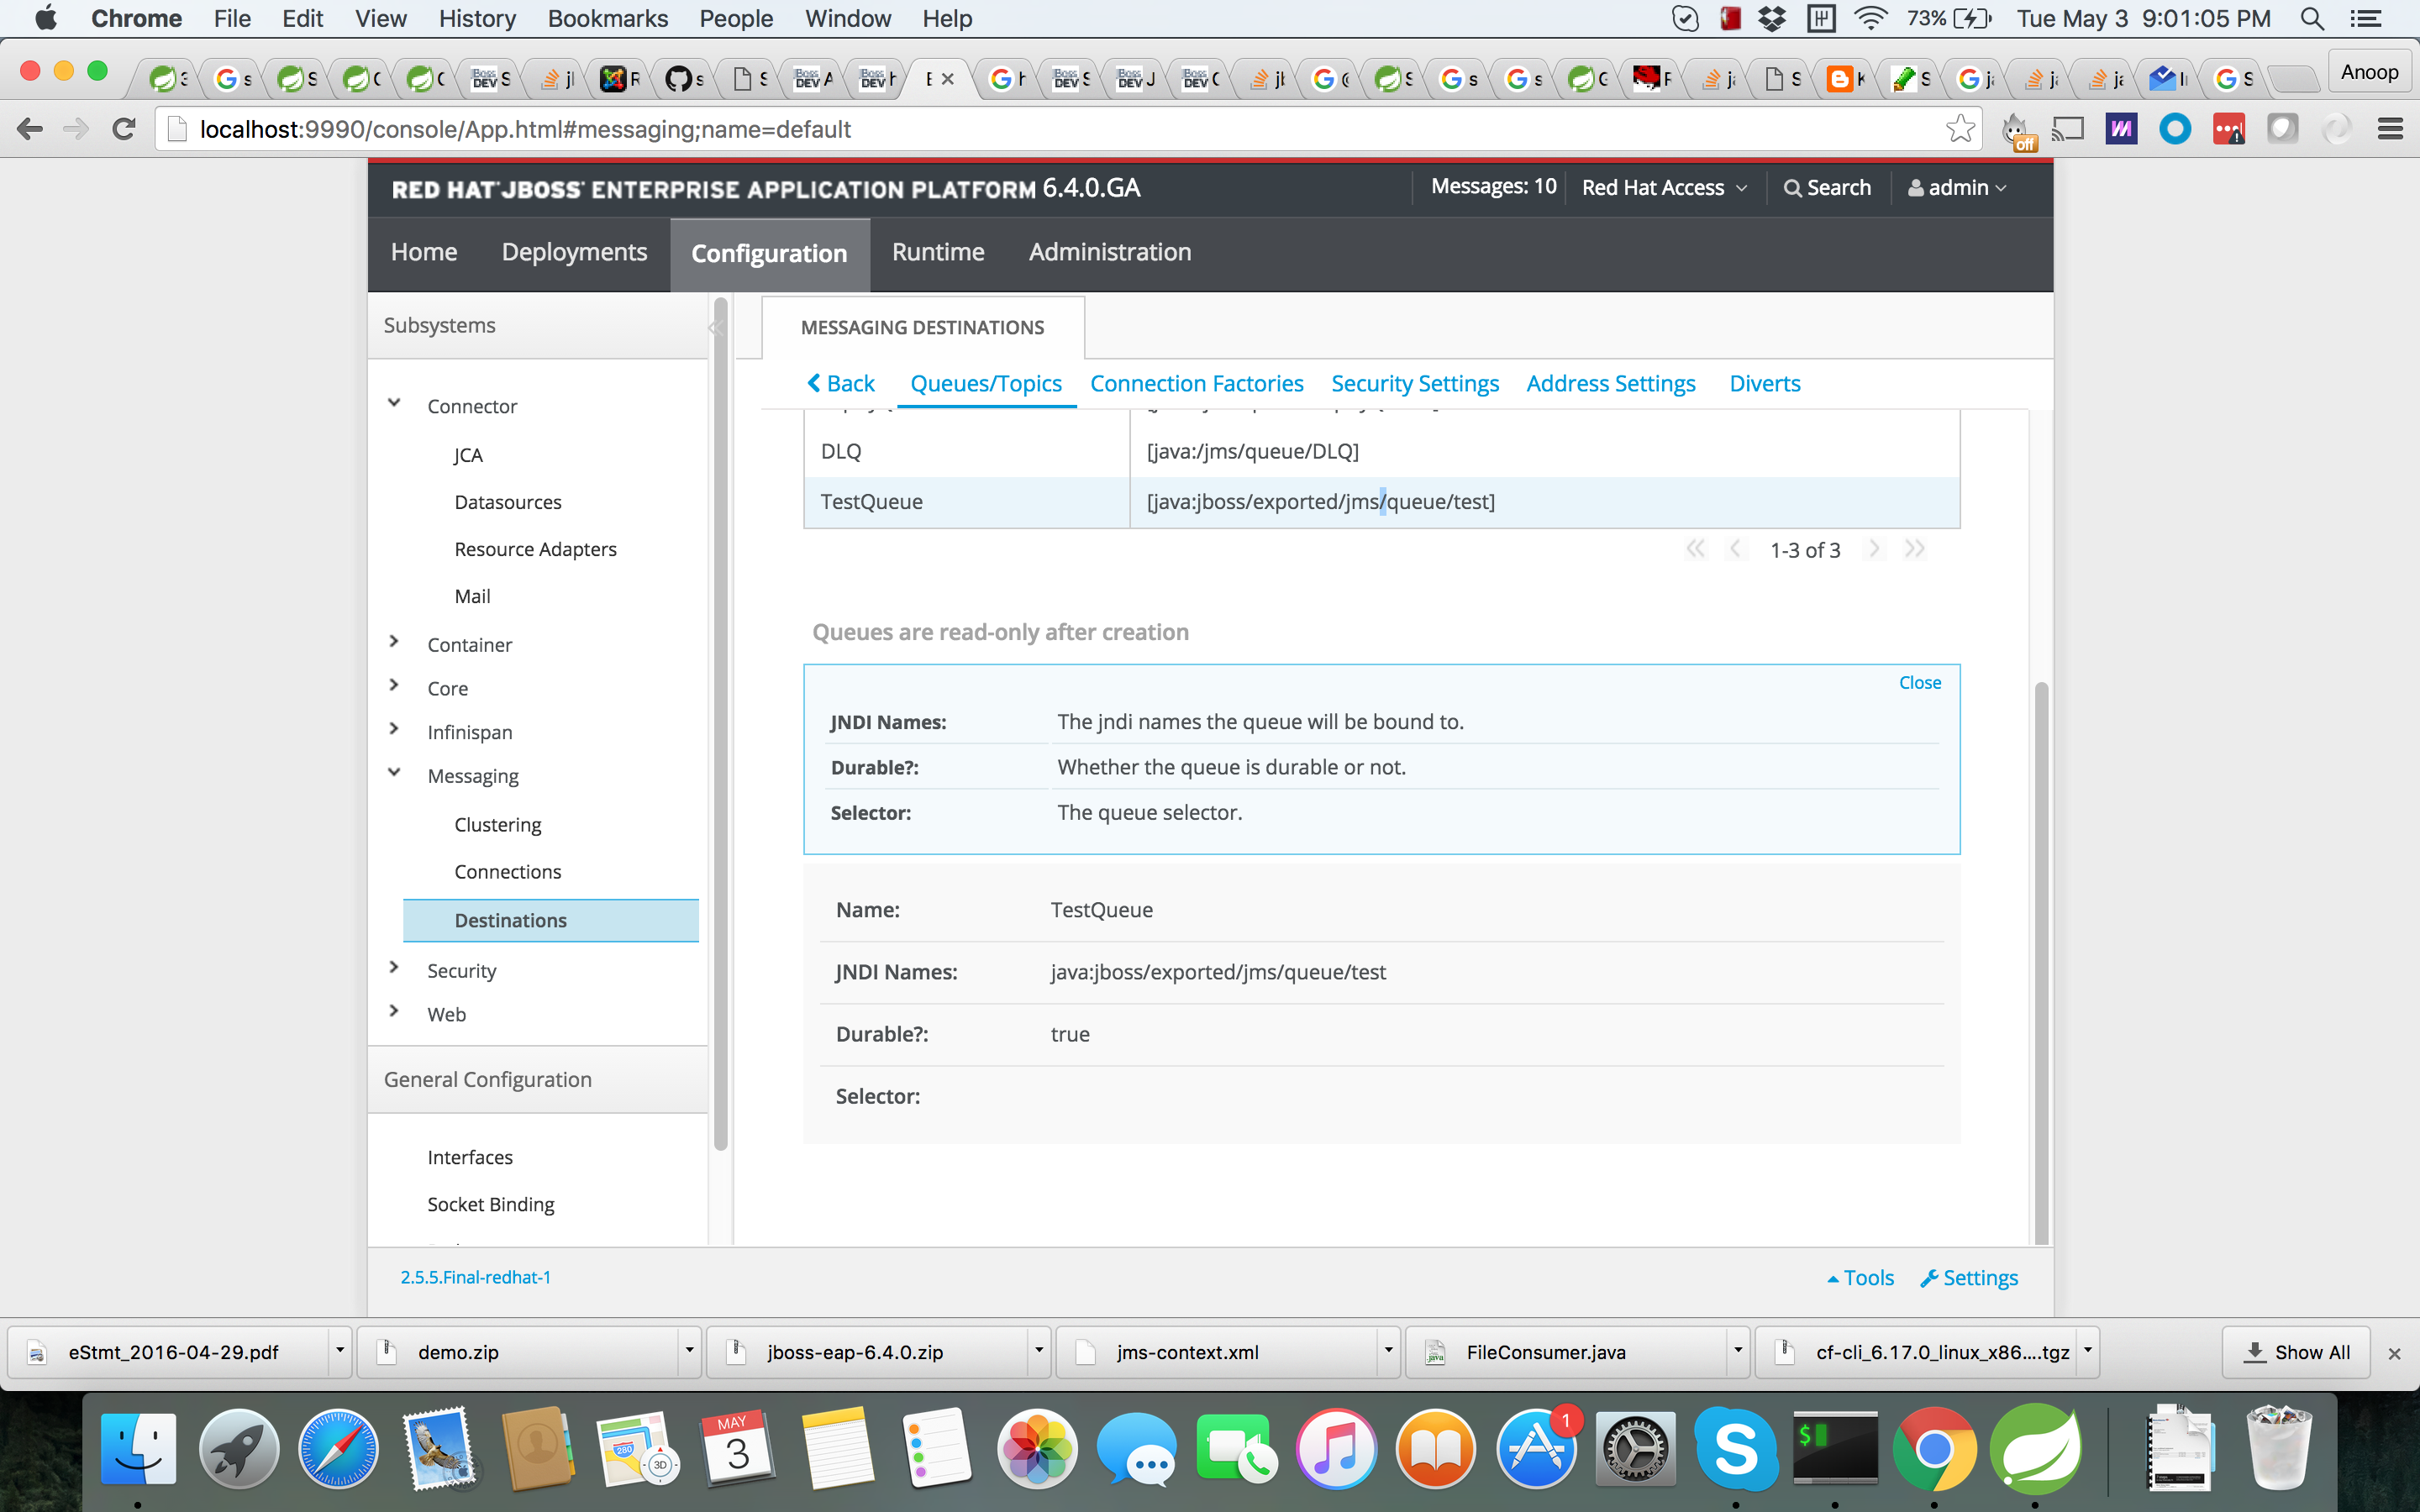 Chrome File Edit View History Bookmarks People Window Help 73% Tue May 3 9:01:05 PM
Anoop
localhost:9990/console/App.html#messaging;name=default
off
RED HAT JBOSS ENTERPRISE APPLICATION PLATFORM 6.4.0.GA Messages: 10 Red Hat Access Search admin
Home Deployments Configuration Runtime Administration
Subsystems
Connector
JCA
Datasources
Resource Adapters
Mail
Container
Core
Infinispan
Messaging
Clustering
Connections
Destinations
Security
Web
General Configuration
Interfaces
Socket Binding
MESSAGING DESTINATIONS
Back Queues/Topics Connection Factories Security Settings Address Settings Diverts
DLQ [java:/jms/queue/DLQ]
TestQueue [java:jboss/exported/jms/queue/test]
1-3 of 3
Queues are read-only after creation
Close
JNDI Names: The jndi names the queue will be bound to.
Durable?: Whether the queue is durable or not.
Selector: The queue selector.
Name: TestQueue
JNDI Names: java:jboss/exported/jms/queue/test
Durable?: true
Selector:
2.5.5.Final-redhat-1 Tools Settings
eStmt_2016-04-29.pdf demo.zip jboss-eap-6.4.0.zip jms-context.xml FileConsumer.java cf-cli_6.17.0_linux_x86....tgz Show All
280 3D MAY 3 1 $